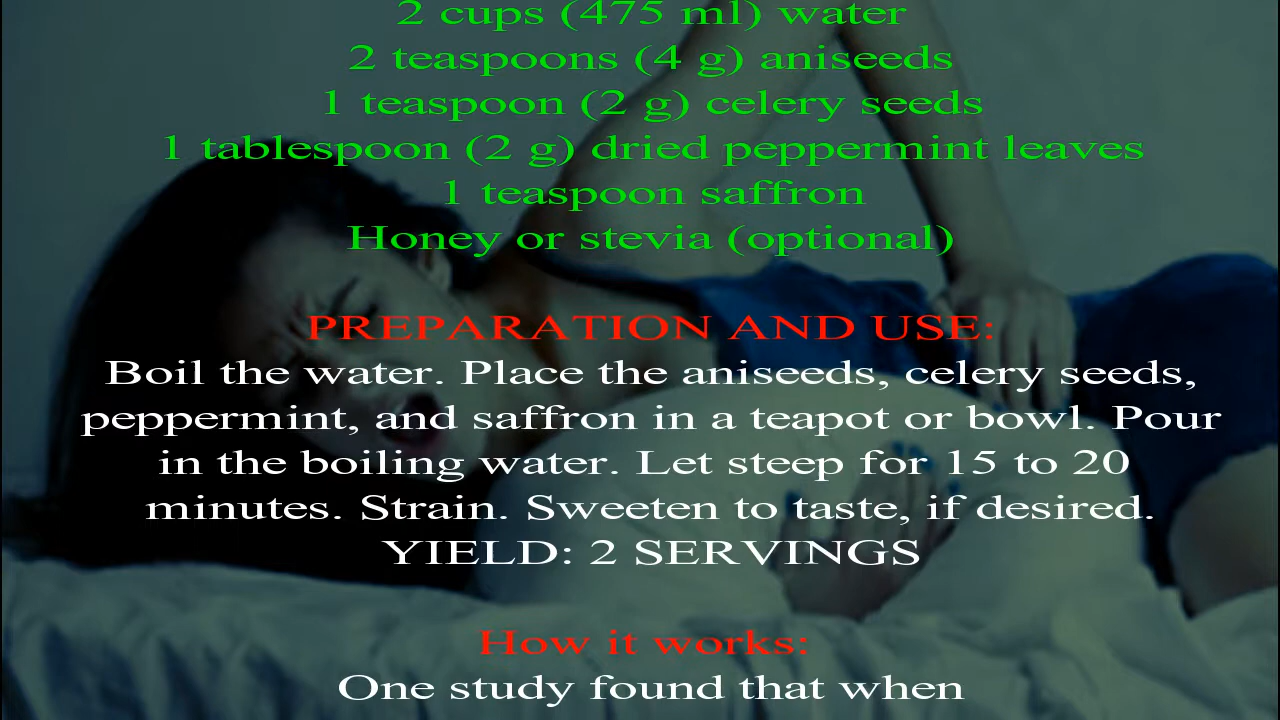 2 cups (475 ml) water
2 teaspoons (4 g) aniseeds
1 teaspoon (2 g) celery seeds
1 tablespoon (2 g) dried peppermint leaves
1 teaspoon saffron
Honey or stevia (optional)
PREPARATION AND USE:
Boil the water. Place the aniseeds, celery seeds,
peppermint, and saffron in a teapot or bowl. Pour
in the boiling water. Let steep for 15 to 20
minutes. Strain. Sweeten to taste, if desired.
YIELD: 2 SERVINGS
How it works:
One study found that when